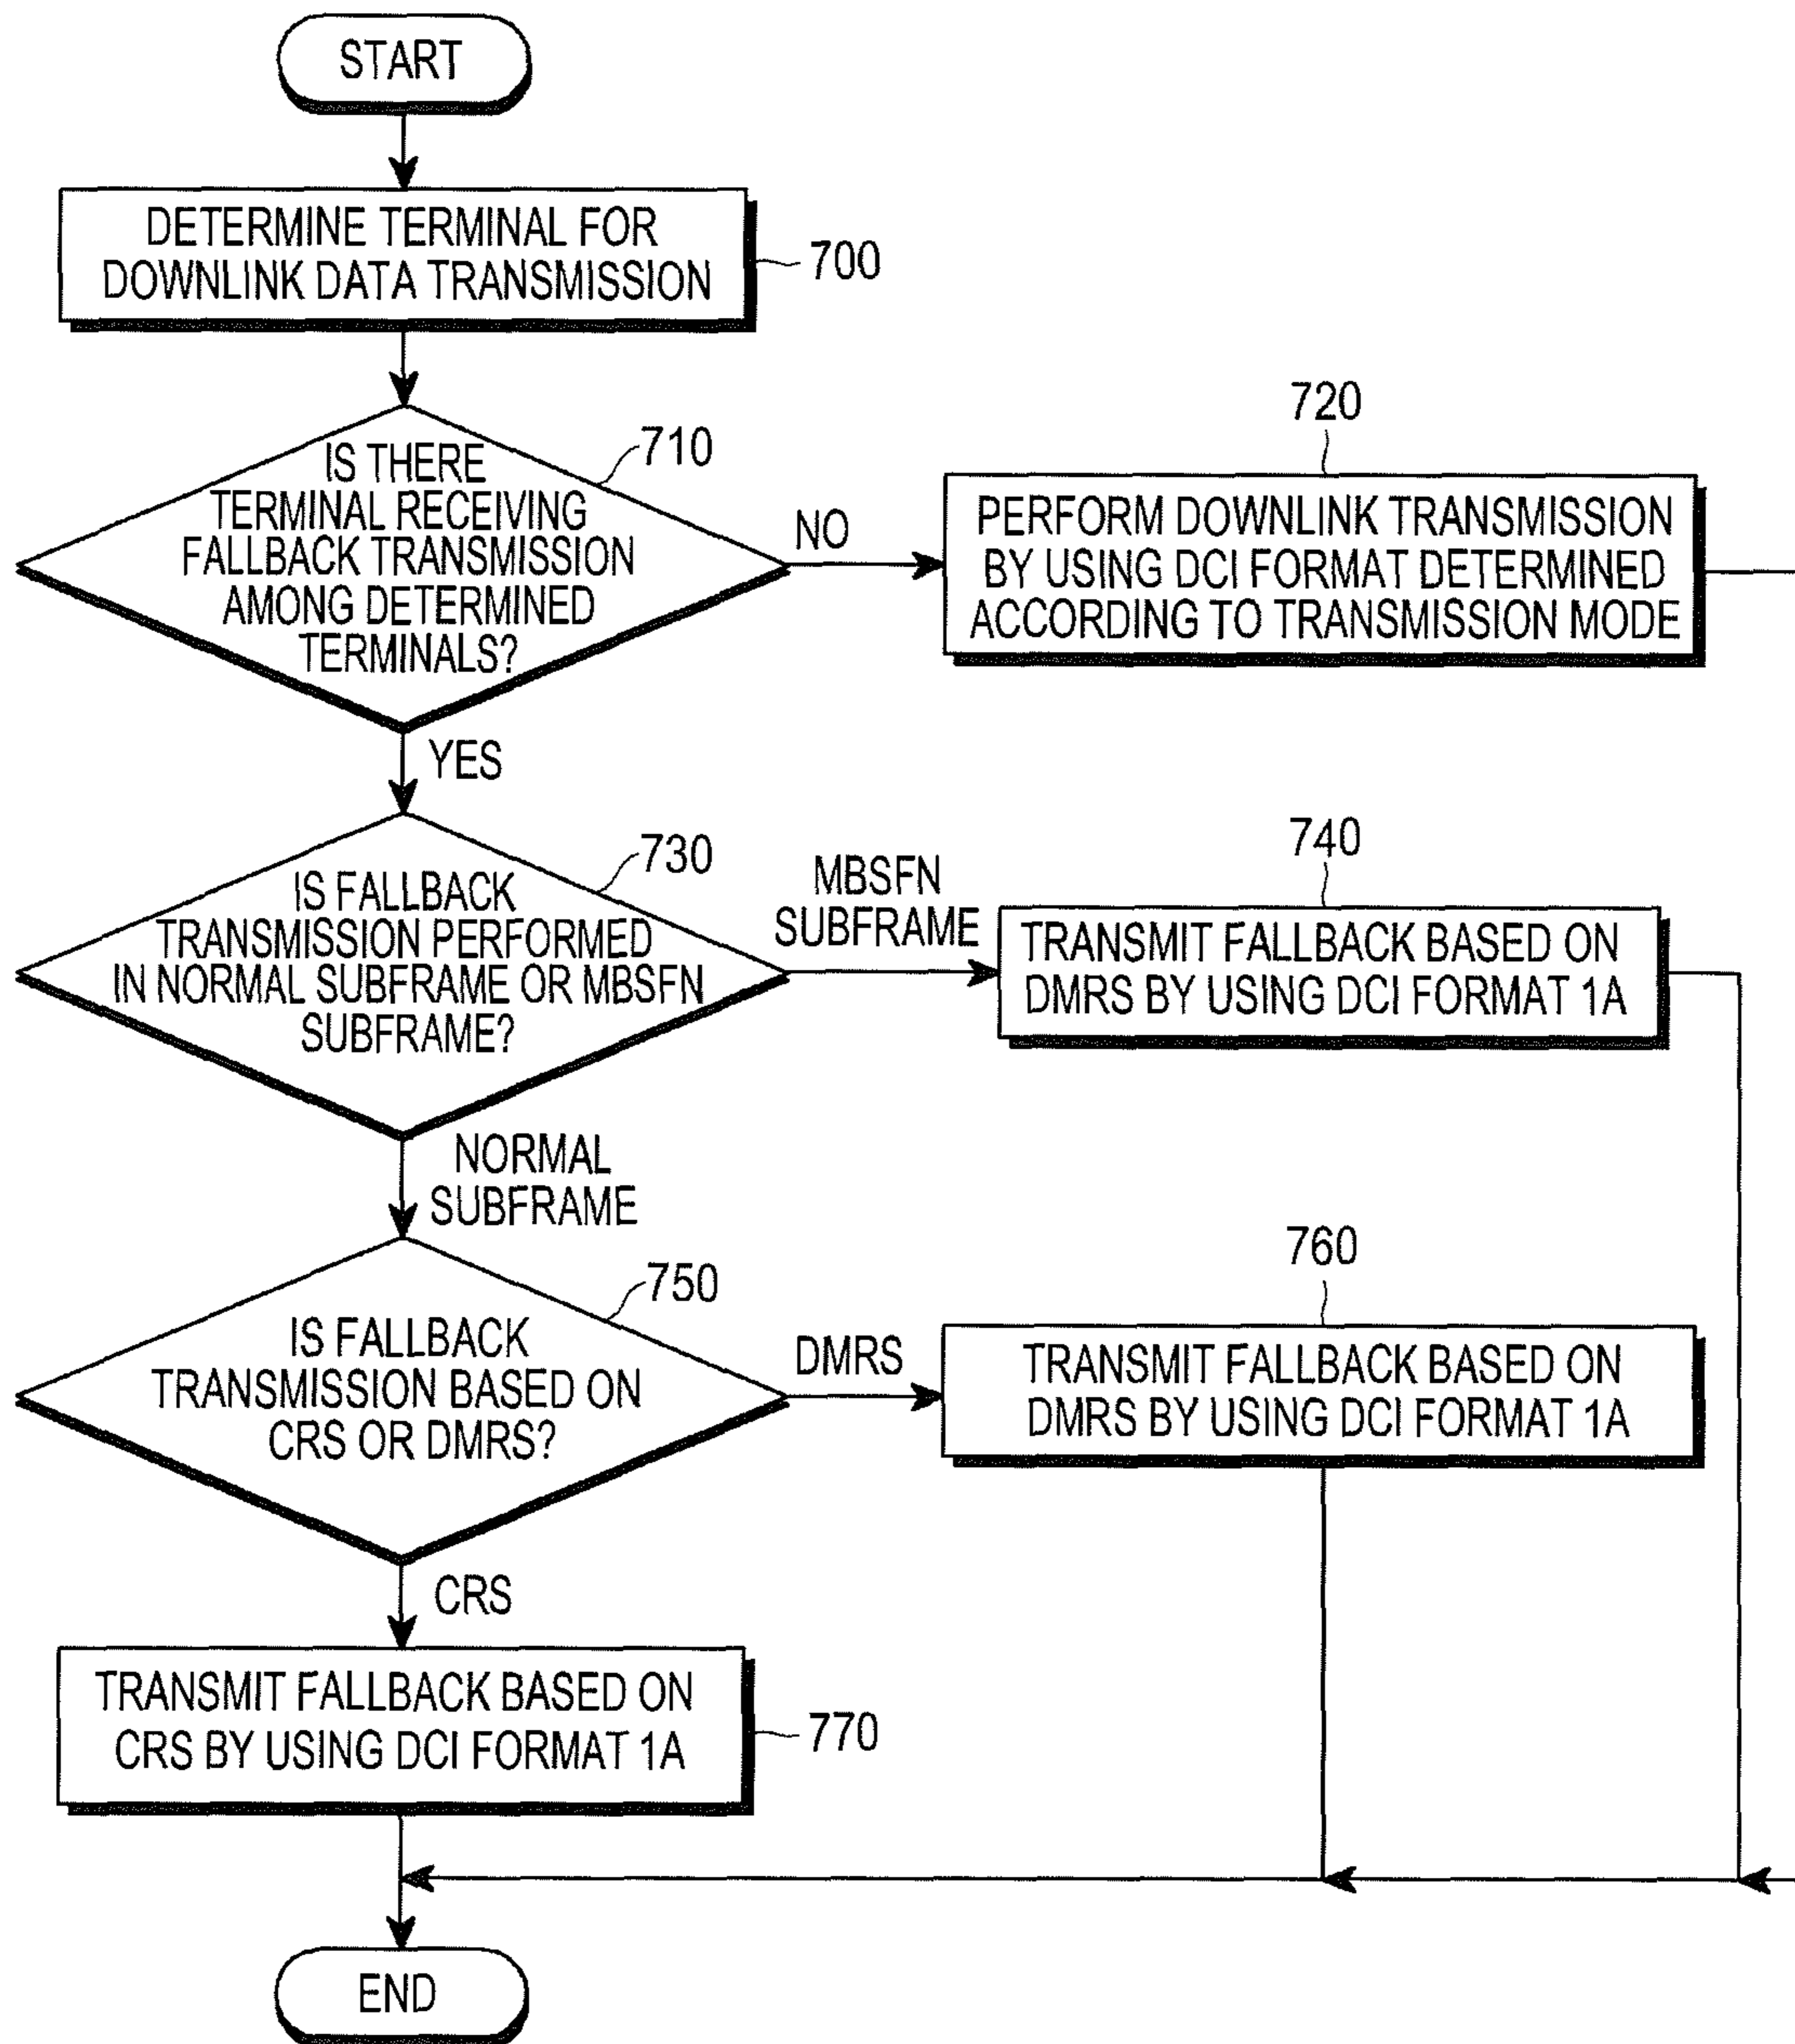 START
DETERMINE TERMINAL FOR
DOWNLINK DATA TRANSMISSION
700
IS THERE
TERMINAL RECEIVING
FALLBACK TRANSMISSION
AMONG DETERMINED
TERMINALS?
710
NO
720
PERFORM DOWNLINK TRANSMISSION
BY USING DCI FORMAT DETERMINED
ACCORDING TO TRANSMISSION MODE
YES
IS FALLBACK
TRANSMISSION PERFORMED
IN NORMAL SUBFRAME OR MBSFN
SUBFRAME?
730
MBSFN
SUBFRAME
740
TRANSMIT FALLBACK BASED ON
DMRS BY USING DCI FORMAT 1A
NORMAL
SUBFRAME
IS FALLBACK
TRANSMISSION BASED ON
CRS OR DMRS?
750
DMRS
760
TRANSMIT FALLBACK BASED ON
DMRS BY USING DCI FORMAT 1A
CRS
TRANSMIT FALLBACK BASED ON
CRS BY USING DCI FORMAT 1A
770
END